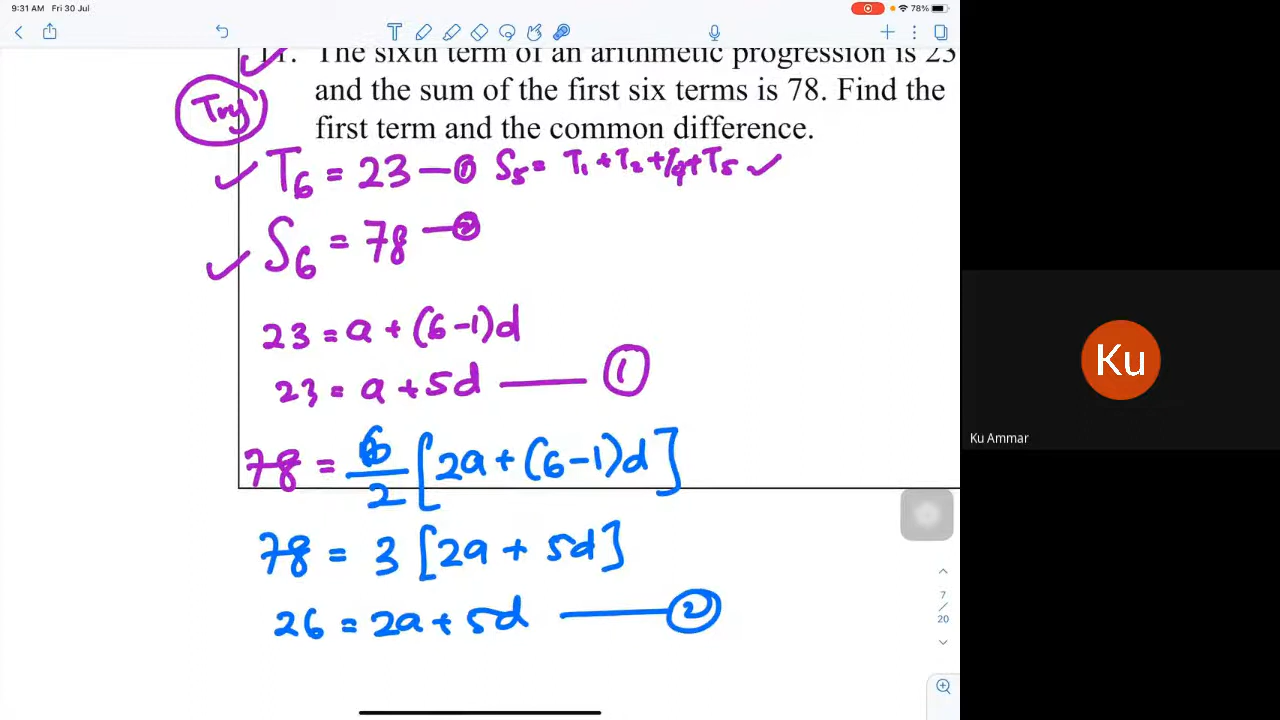 9:31 AM Fri 30 Jul
78%
11. The sixth term of an arithmetic progression is 23
and the sum of the first six terms is 78. Find the
first term and the common difference.
Try
T₆ = 23 — ①
S₅ = T₁ + T₂ + T₄ + T₅
S₆ = 78 — ②
23 = a + (6-1)d
23 = a + 5d — ①
78 = 6/2 [2a + (6-1)d]
78 = 3 [2a + 5d]
26 = 2a + 5d — ②
7
/
20
Ku
Ku Ammar